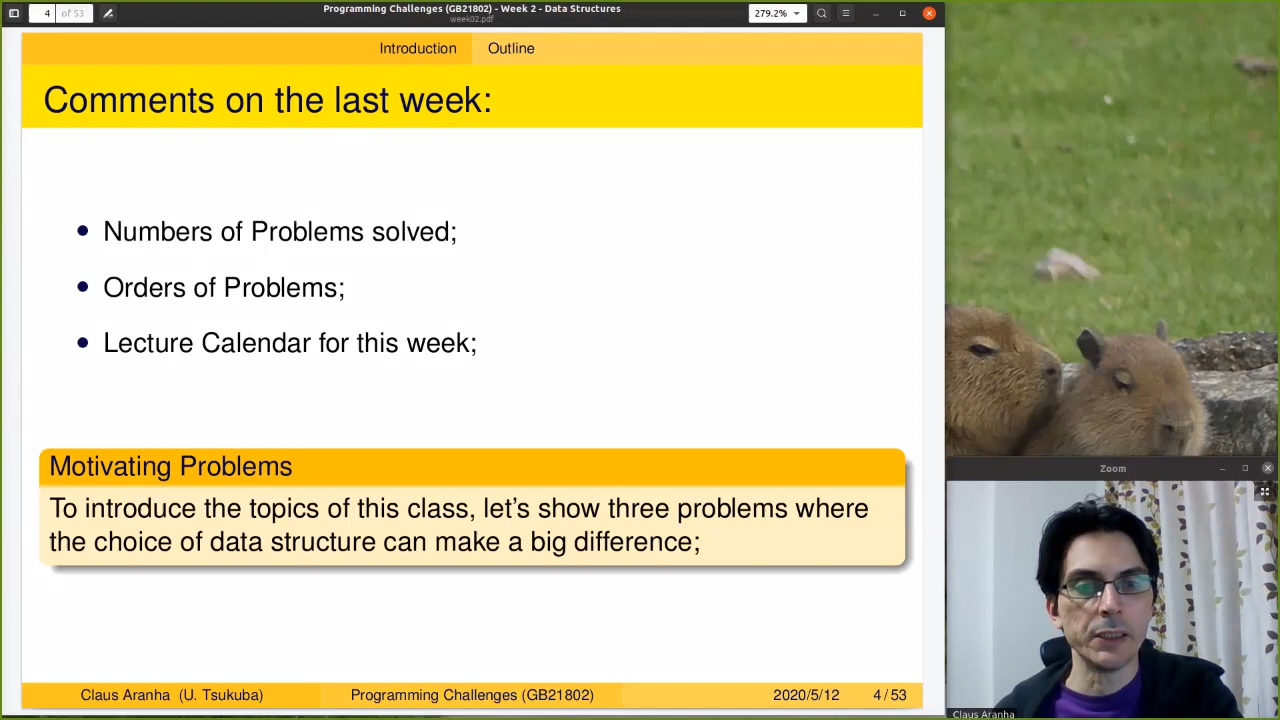 4 of 53
Programming Challenges (GB21802) - Week 2 - Data Structures
week02.pdf
279.2%
Introduction Outline
Comments on the last week:
Numbers of Problems solved;
Orders of Problems;
Lecture Calendar for this week;
Motivating Problems
To introduce the topics of this class, let's show three problems where
the choice of data structure can make a big difference;
Claus Aranha (U. Tsukuba) Programming Challenges (GB21802) 2020/5/12 4 / 53
Zoom
Claus Aranha